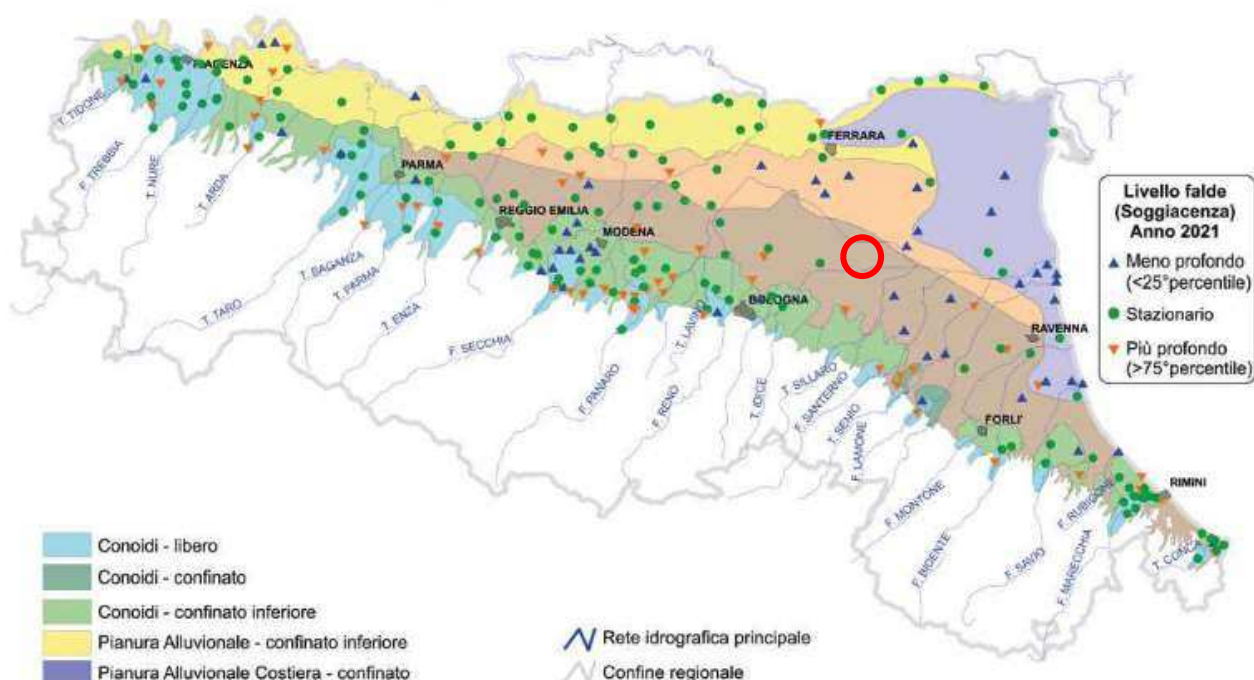 PIACENZA
T. TIDONE
F. TREBBIA
T. NURE
T. ARDA
PARMA
FERRARA
REGGIO EMILIA
MODENA
BOLOGNA
RAVENNA
FORLI'
RIMINI
T. BAGANZA
T. PARMA
T. TARO
T. ENZA
F. SECCHIA
F. PANARO
T. LAVINO
F. RENO
T. IDICE
T. SILLARO
F. SANTERNO
T. SENIO
F. LAMONE
F. MONTONE
F. BIDENTE
F. SAVIO
F. RUBICONE
F. MARECCHIA
T. CONCA
Livello falde
(Soggiacenza)
Anno 2021
Meno profondo
(<25°percentile)
Stazionario
Più profondo
(>75°percentile)
Conoidi - libero
Conoidi - confinato
Conoidi - confinato inferiore
Pianura Alluvionale - confinato inferiore
Pianura Alluvionale Costiera - confinato
Rete idrografica principale
Confine regionale